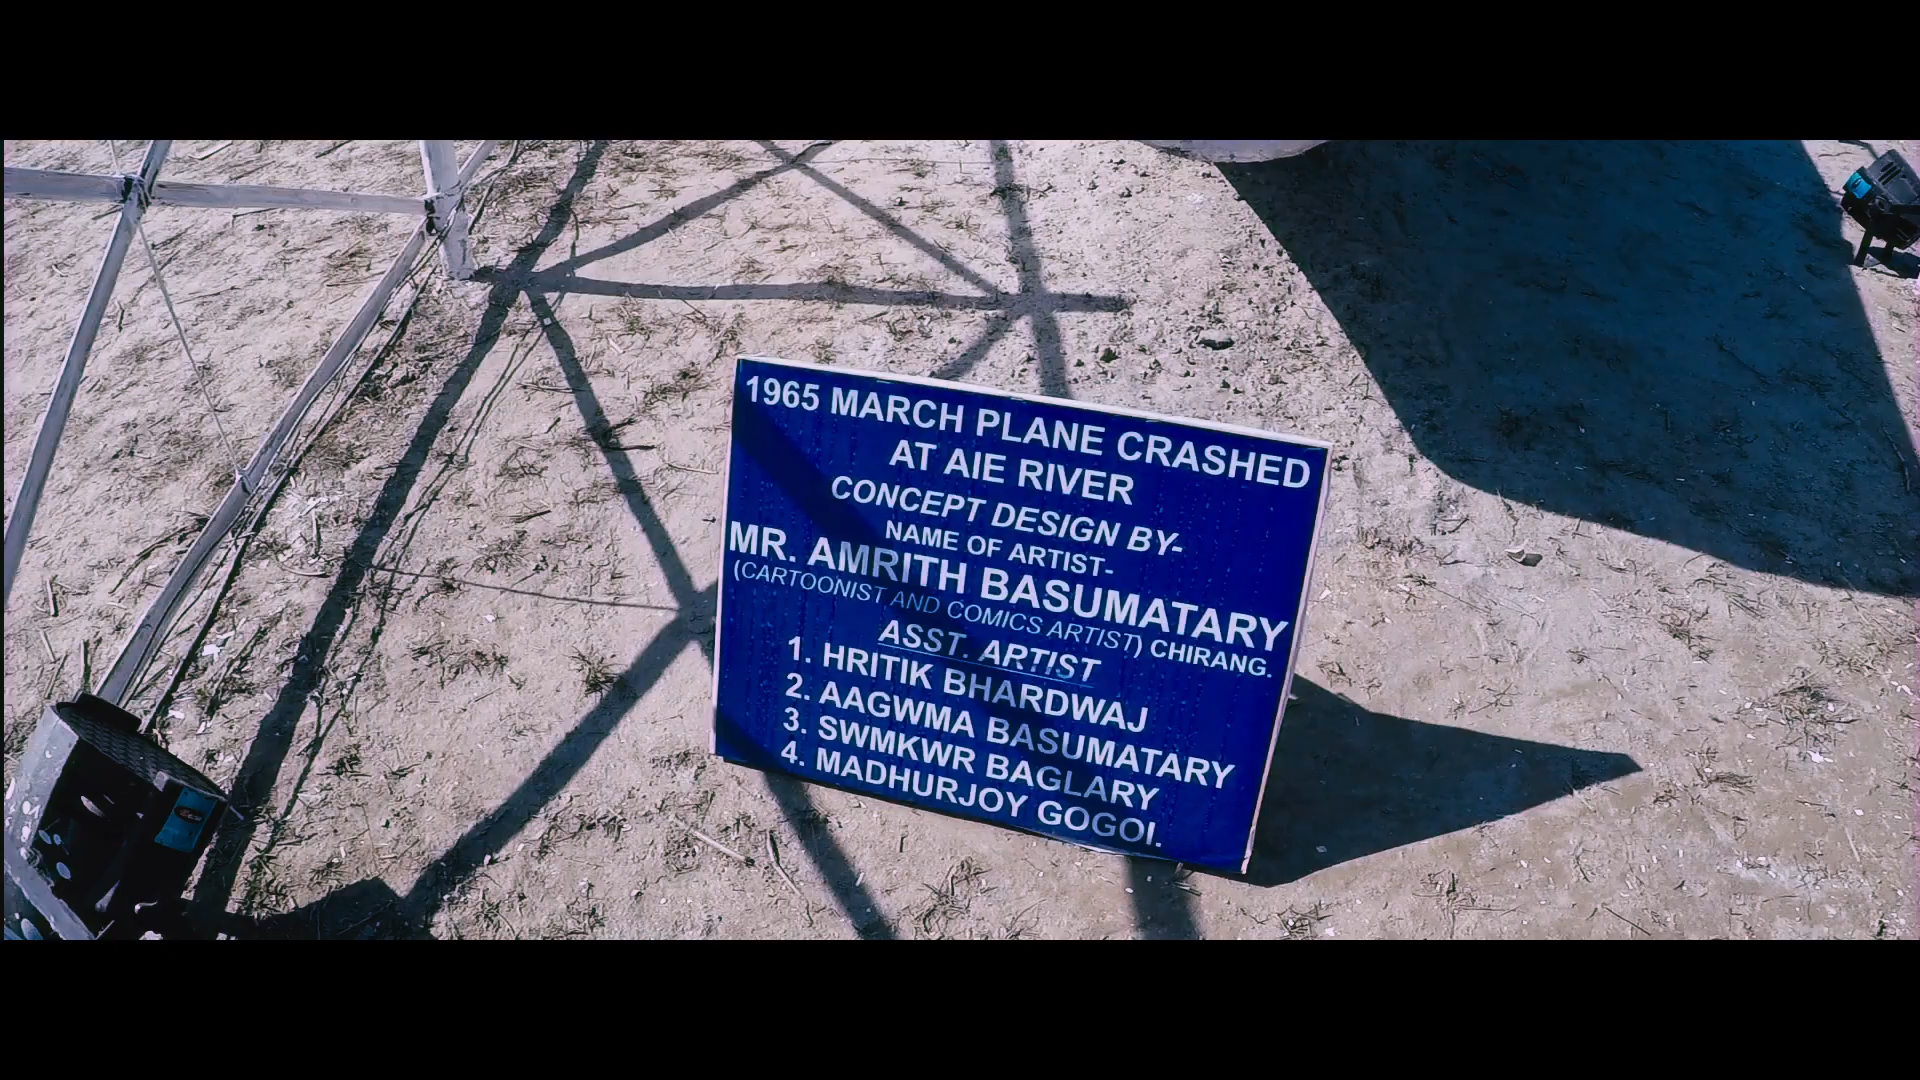 1965 MARCH PLANE CRASHED
AT AIE RIVER
CONCEPT DESIGN BY-
NAME OF ARTIST-
MR. AMRITH BASUMATARY
(CARTOONIST AND COMICS ARTIST) CHIRANG.
ASST. ARTIST
1. HRITIK BHARDWAJ
2. AAGWMA BASUMATARY
3. SWMKWR BAGLARY
4. MADHURJOY GOGOI.